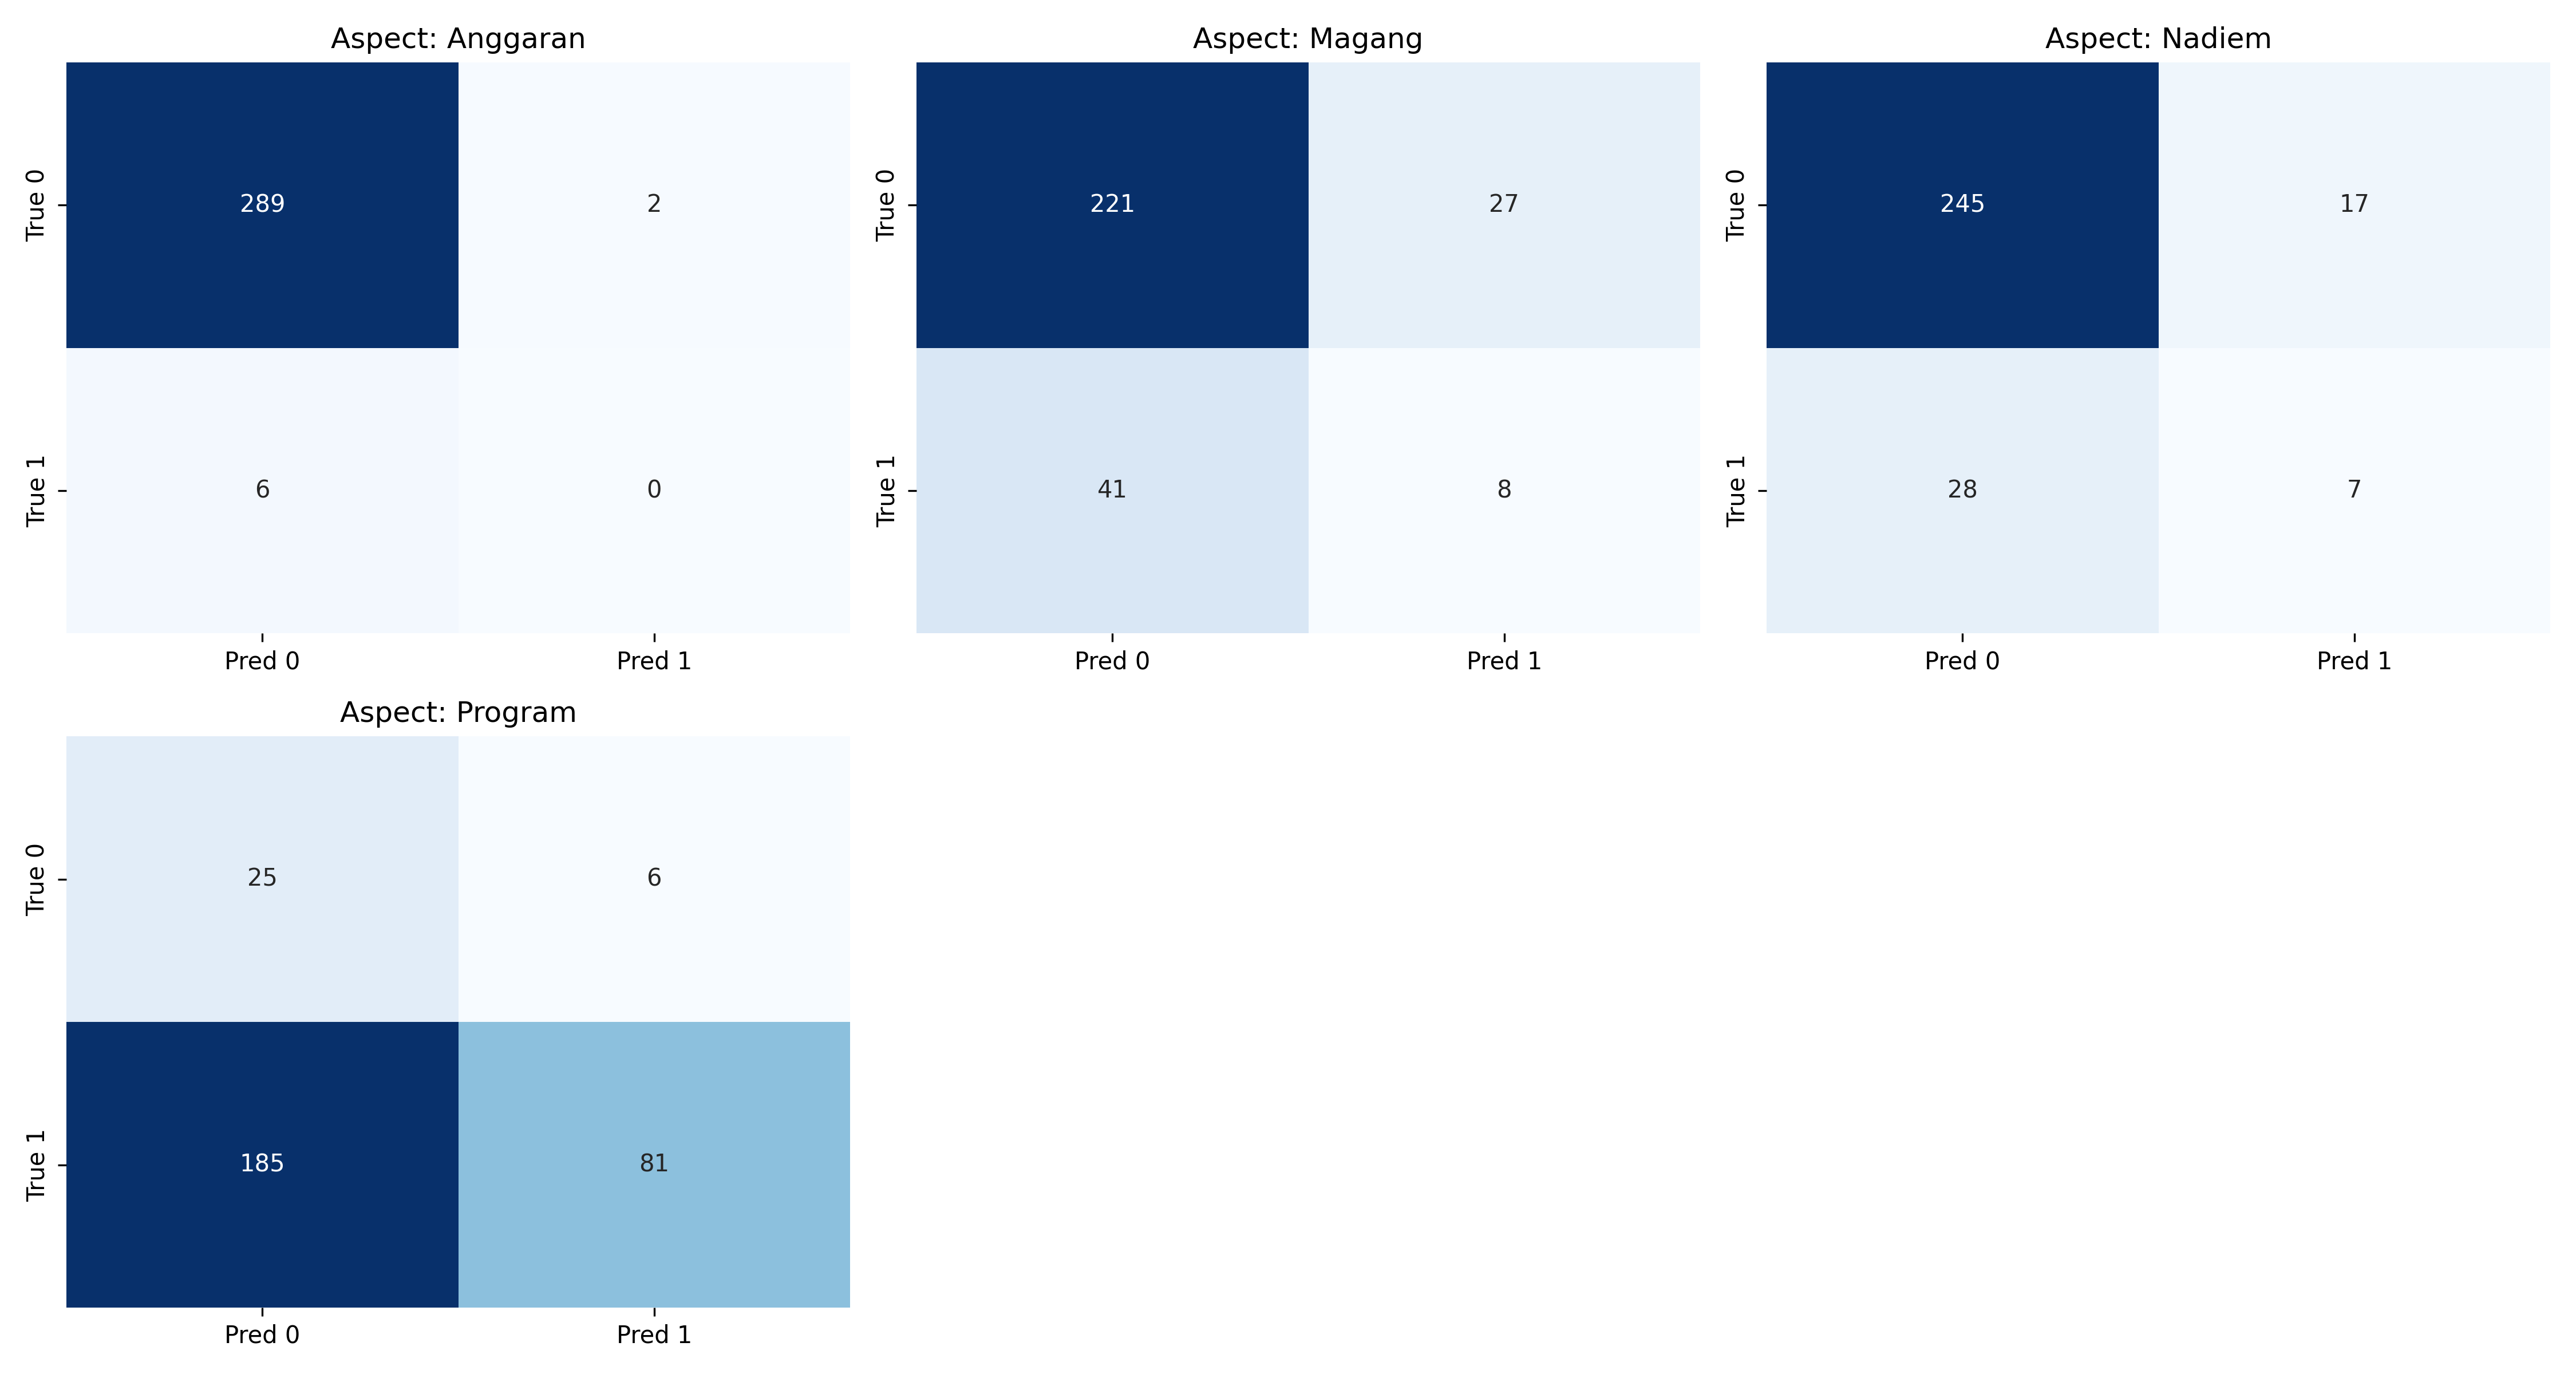 Aspect: Anggaran
True 0
289
2
True 1
6
0
Pred 0
Pred 1
Aspect: Magang
True 0
221
27
True 1
41
8
Pred 0
Pred 1
Aspect: Nadiem
True 0
245
17
True 1
28
7
Pred 0
Pred 1
Aspect: Program
True 0
25
6
True 1
185
81
Pred 0
Pred 1